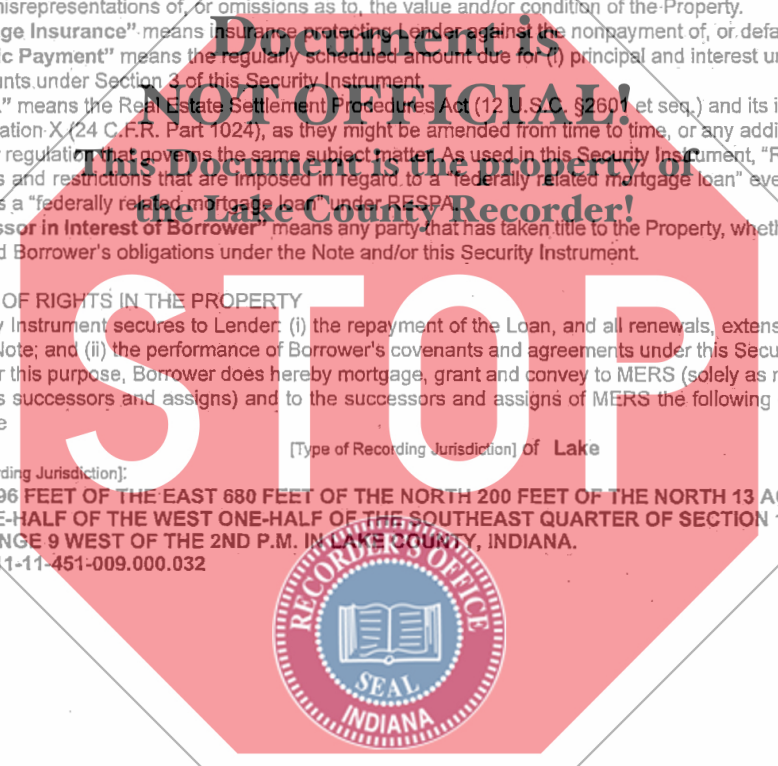 misrepresentations of, or omissions as to, the value and/or condition of the Property.
ge Insurance" means insurance protecting Lender against the nonpayment of, or defa
Document is
ic Payment" means the regularly scheduled amount due for (i) principal and interest un
unts under Section 3 of this Security Instrument.
NOT OFFICIAL!
." means the Real Estate Settlement Procedures Act (12 U.S.C. §2601 et seq.) and its i
ation X (24 C.F.R. Part 1024), as they might be amended from time to time, or any addi
r regulation that governs the same subject matter. As used in this Security Instrument, "R
This Document is the property of
s and restrictions that are imposed in regard to a "federally related mortgage loan" eve
s a "federally related mortgage loan" under RESPA.
the Lake County Recorder!
ssor in Interest of Borrower" means any party that has taken title to the Property, wheth
d Borrower's obligations under the Note and/or this Security Instrument.
OF RIGHTS IN THE PROPERTY
y Instrument secures to Lender: (i) the repayment of the Loan, and all renewals, extens
Note; and (ii) the performance of Borrower's covenants and agreements under this Secu
r this purpose, Borrower does hereby mortgage, grant and convey to MERS (solely as n
s successors and assigns) and to the successors and assigns of MERS the following
e
STOP
[Type of Recording Jurisdiction] of Lake
ding Jurisdiction]:
96 FEET OF THE EAST 680 FEET OF THE NORTH 200 FEET OF THE NORTH 13 A
E-HALF OF THE WEST ONE-HALF OF THE SOUTHEAST QUARTER OF SECTION 1
NGE 9 WEST OF THE 2ND P.M. IN LAKE COUNTY, INDIANA.
11-11-451-009.000.032
RECORDER'S OFFICE
SEAL
INDIANA